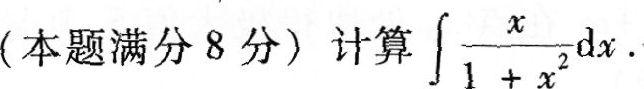 (本题满分 8 分) 计算 ∫ x/(1 + x²) dx .